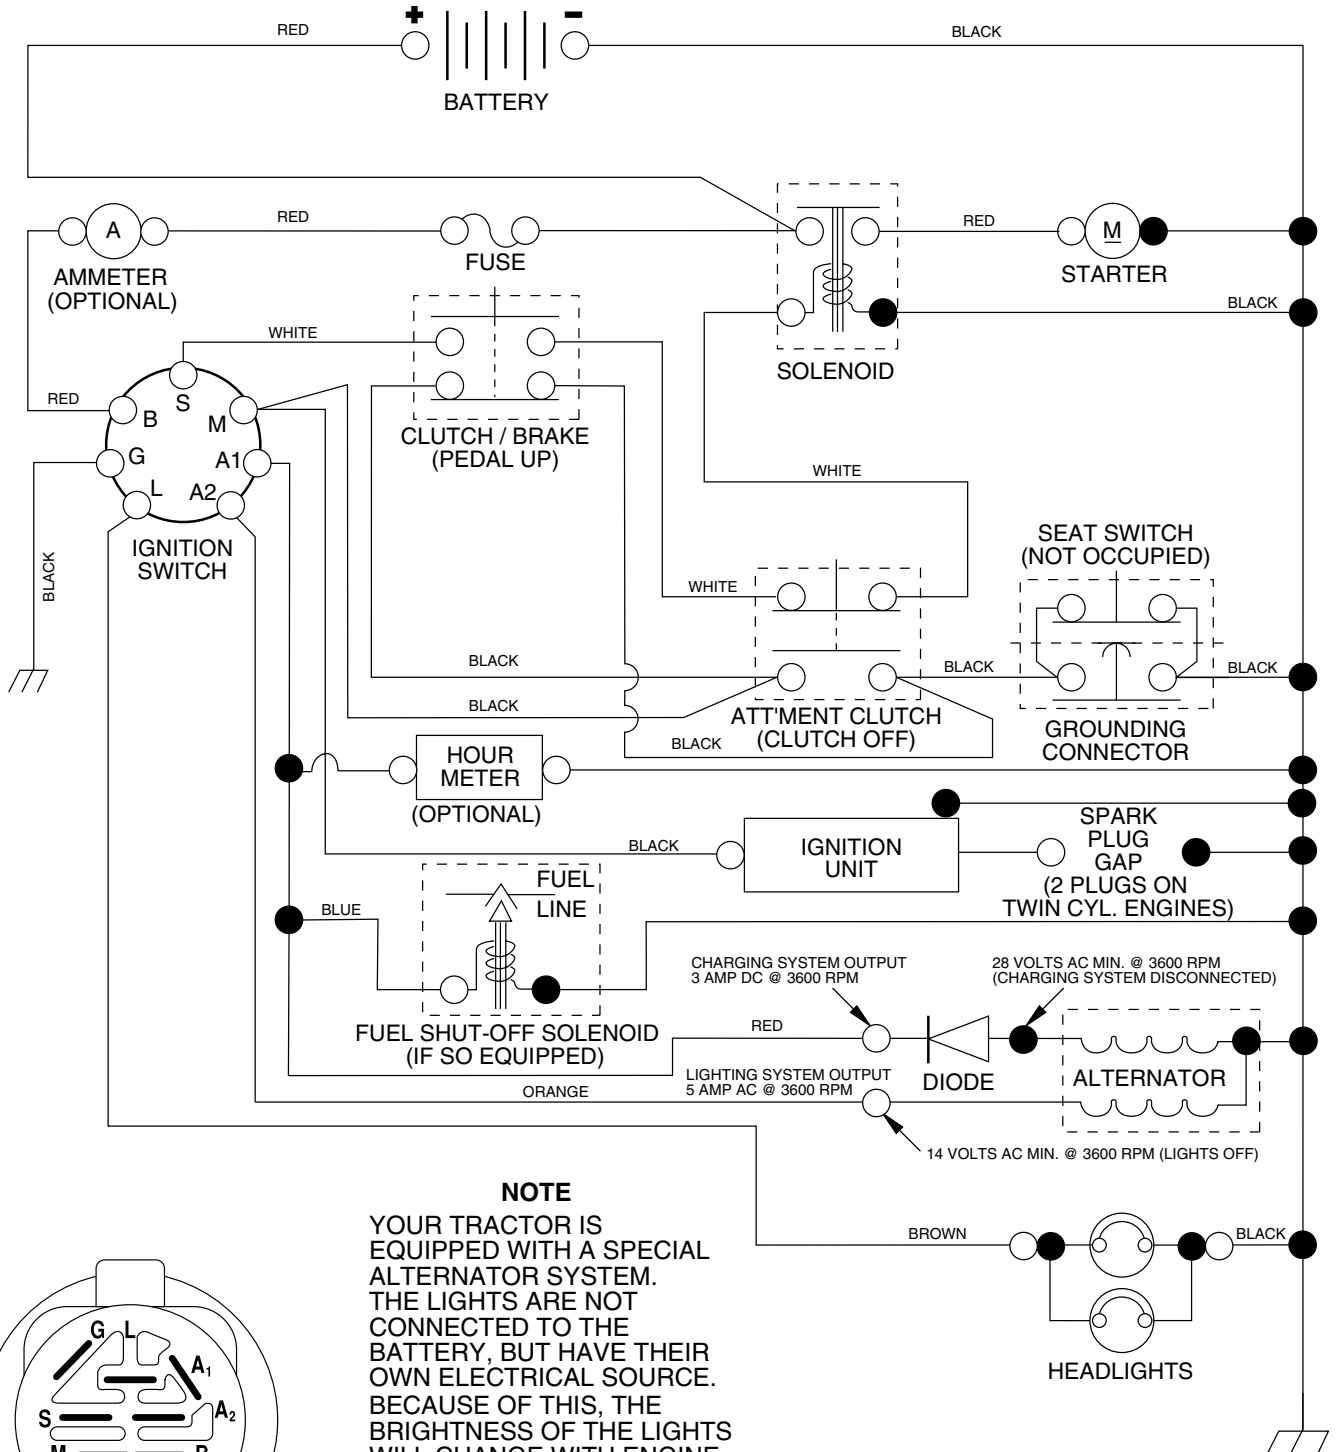 +
-
RED
BLACK
BATTERY
A
RED
RED
M
AMMETER
(OPTIONAL)
FUSE
STARTER
BLACK
WHITE
SOLENOID
RED
S
B
M
G
A1
L
A2
CLUTCH / BRAKE
(PEDAL UP)
WHITE
IGNITION
SWITCH
BLACK
SEAT SWITCH
(NOT OCCUPIED)
WHITE
BLACK
BLACK
BLACK
BLACK
ATT'MENT CLUTCH
(CLUTCH OFF)
BLACK
GROUNDING
CONNECTOR
HOUR
METER
(OPTIONAL)
BLACK
IGNITION
UNIT
SPARK
PLUG
GAP
(2 PLUGS ON
TWIN CYL. ENGINES)
FUEL
LINE
BLUE
FUEL SHUT-OFF SOLENOID
(IF SO EQUIPPED)
CHARGING SYSTEM OUTPUT
3 AMP DC @ 3600 RPM
28 VOLTS AC MIN. @ 3600 RPM
(CHARGING SYSTEM DISCONNECTED)
RED
DIODE
ALTERNATOR
LIGHTING SYSTEM OUTPUT
5 AMP AC @ 3600 RPM
ORANGE
14 VOLTS AC MIN. @ 3600 RPM (LIGHTS OFF)
BROWN
BLACK
HEADLIGHTS
NOTE
YOUR TRACTOR IS
EQUIPPED WITH A SPECIAL
ALTERNATOR SYSTEM.
THE LIGHTS ARE NOT
CONNECTED TO THE
BATTERY, BUT HAVE THEIR
OWN ELECTRICAL SOURCE.
BECAUSE OF THIS, THE
BRIGHTNESS OF THE LIGHTS
WILL CHANGE WITH ENGINE
G
L
A1
A2
S
M
B